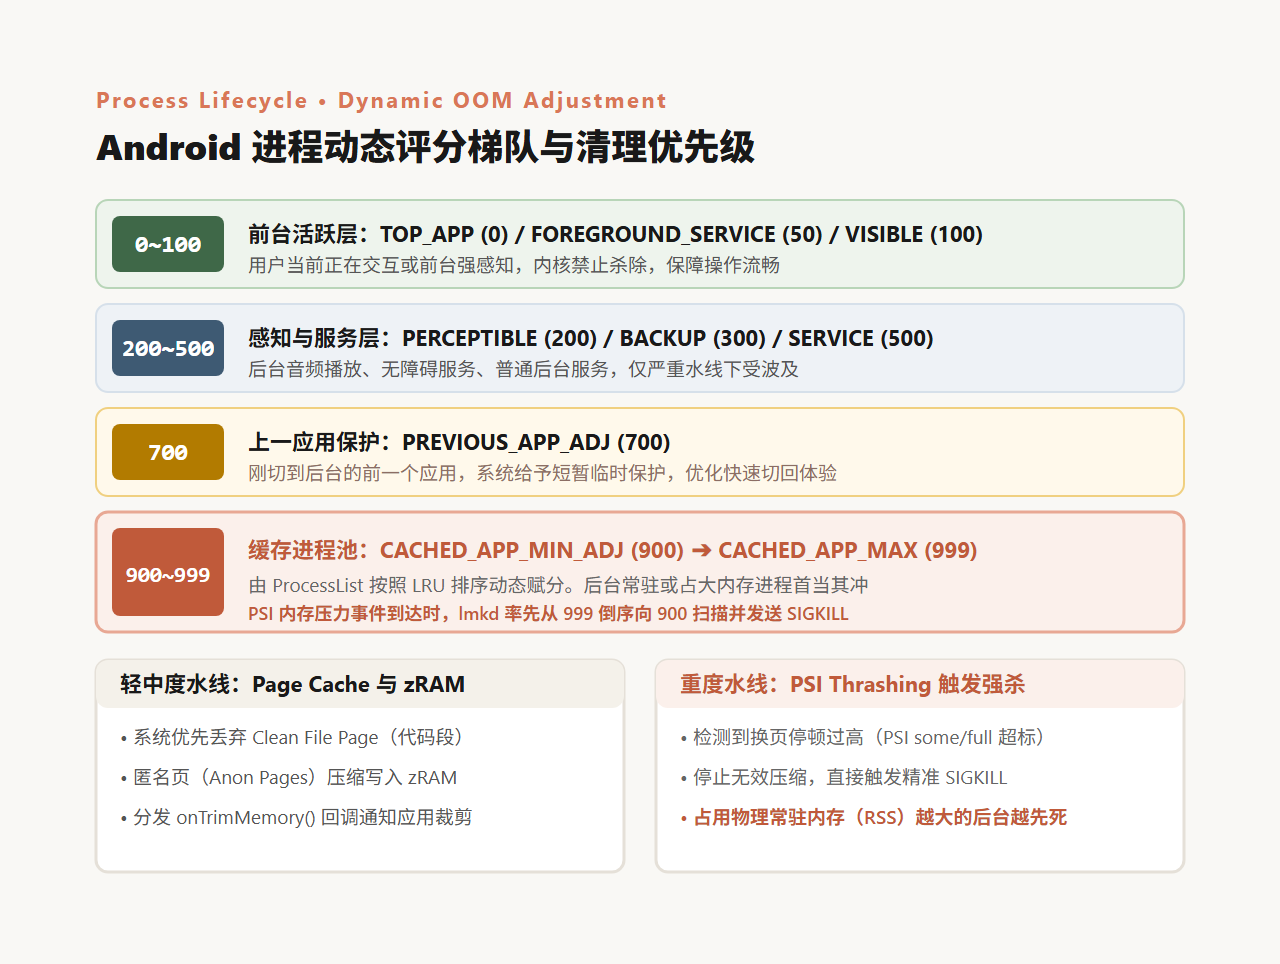 Process Lifecycle • Dynamic OOM Adjustment
Android 进程动态评分梯队与清理优先级
0~100
前台活跃层：TOP_APP (0) / FOREGROUND_SERVICE (50) / VISIBLE (100)
用户当前正在交互或前台强感知，内核禁止杀除，保障操作流畅
200~500
感知与服务层：PERCEPTIBLE (200) / BACKUP (300) / SERVICE (500)
后台音频播放、无障碍服务、普通后台服务，仅严重水线下受波及
700
上一应用保护：PREVIOUS_APP_ADJ (700)
刚切到后台的前一个应用，系统给予短暂临时保护，优化快速切回体验
900~999
缓存进程池：CACHED_APP_MIN_ADJ (900) ➔ CACHED_APP_MAX (999)
由 ProcessList 按照 LRU 排序动态赋分。后台常驻或占大内存进程首当其冲
PSI 内存压力事件到达时，lmkd 率先从 999 倒序向 900 扫描并发送 SIGKILL
轻中度水线：Page Cache 与 zRAM
• 系统优先丢弃 Clean File Page（代码段）
• 匿名页（Anon Pages）压缩写入 zRAM
• 分发 onTrimMemory() 回调通知应用裁剪
重度水线：PSI Thrashing 触发强杀
• 检测到换页停顿过高（PSI some/full 超标）
• 停止无效压缩，直接触发精准 SIGKILL
• 占用物理常驻内存（RSS）越大的后台越先死